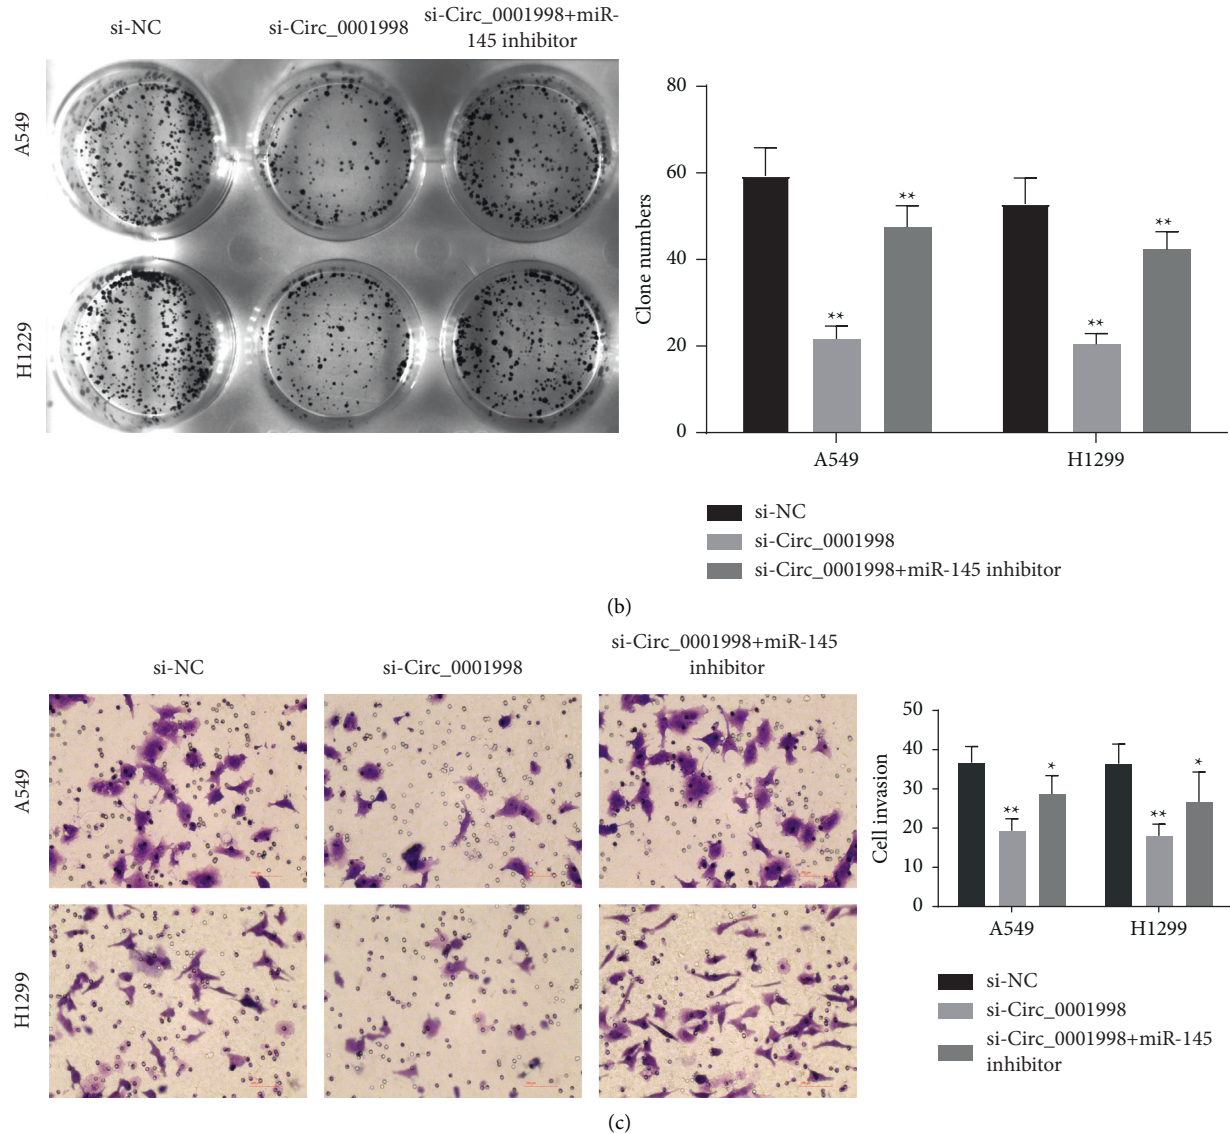 si-NC
si-Circ_0001998
si-Circ_0001998+miR-
145 inhibitor
A549
H1229
80
60
40
20
0
Clone numbers
**
**
**
**
A549
H1299
si-NC
si-Circ_0001998
si-Circ_0001998+miR-145 inhibitor
(b)
si-NC
si-Circ_0001998
si-Circ_0001998+miR-145
inhibitor
A549
H1299
50
40
30
20
10
0
Cell invasion
**
*
**
*
A549
H1299
si-NC
si-Circ_0001998
si-Circ_0001998+miR-145
inhibitor
(c)